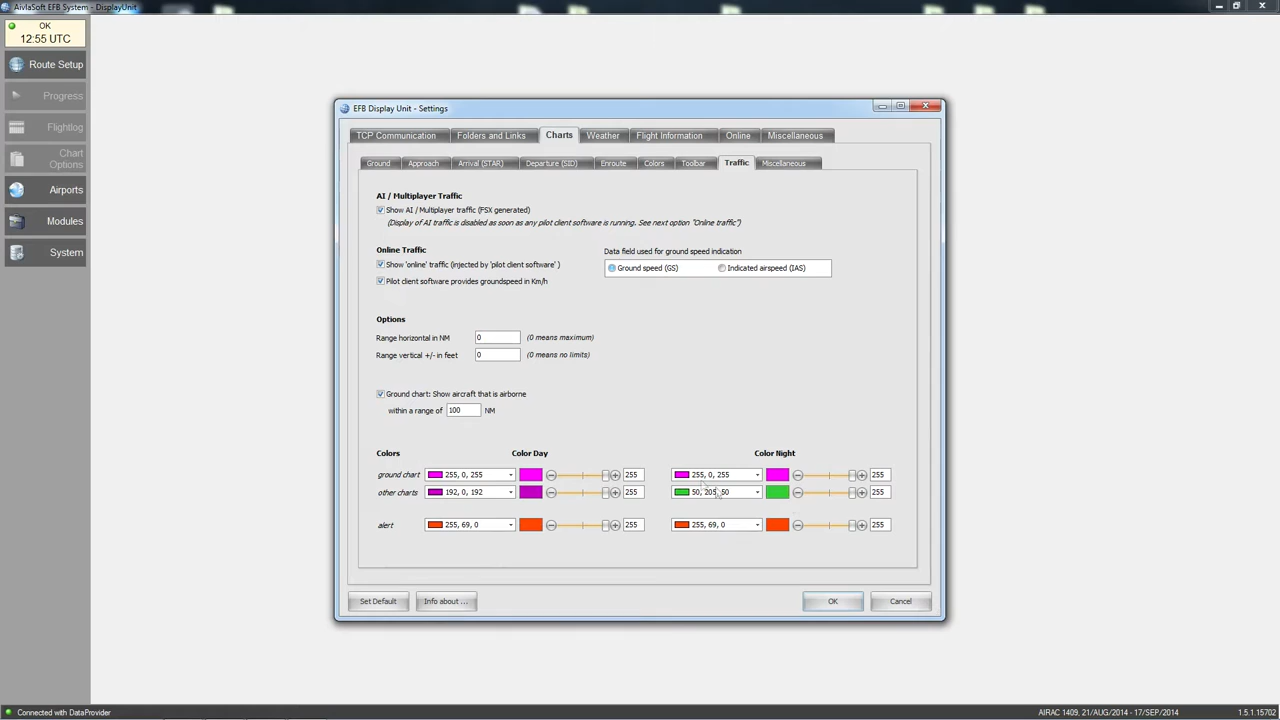 AivlaSoft EFB System - DisplayUnit
OK
12:55 UTC
Route Setup
Progress
Flightlog
Chart
Options
Airports
Modules
System
EFB Display Unit - Settings
TCP Communication Folders and Links Charts Weather Flight Information Online Miscellaneous
Ground Approach Arrival (STAR) Departure (SID) Enroute Colors Toolbar Traffic Miscellaneous
AI / Multiplayer Traffic
Show AI / Multiplayer traffic (FSX generated)
(Display of AI traffic is disabled as soon as any pilot client software is running. See next option "Online traffic")
Online Traffic
Data field used for ground speed indication
Show 'online' traffic (injected by 'pilot client software' )
Ground speed (GS) Indicated airspeed (IAS)
Pilot client software provides groundspeed in Km/h
Options
Range horizontal in NM 0 (0 means maximum)
Range vertical +/- in feet 0 (0 means no limits)
Ground chart: Show aircraft that is airborne
within a range of 100 NM
Colors Color Day Color Night
ground chart 255, 0, 255 255 255, 0, 255 255
other charts 192, 0, 192 255 50, 205, 50 255
alert 255, 69, 0 255 255, 69, 0 255
Set Default Info about ... OK Cancel
Connected with DataProvider AIRAC 1409, 21/AUG/2014 - 17/SEP/2014 1.5.1.15702